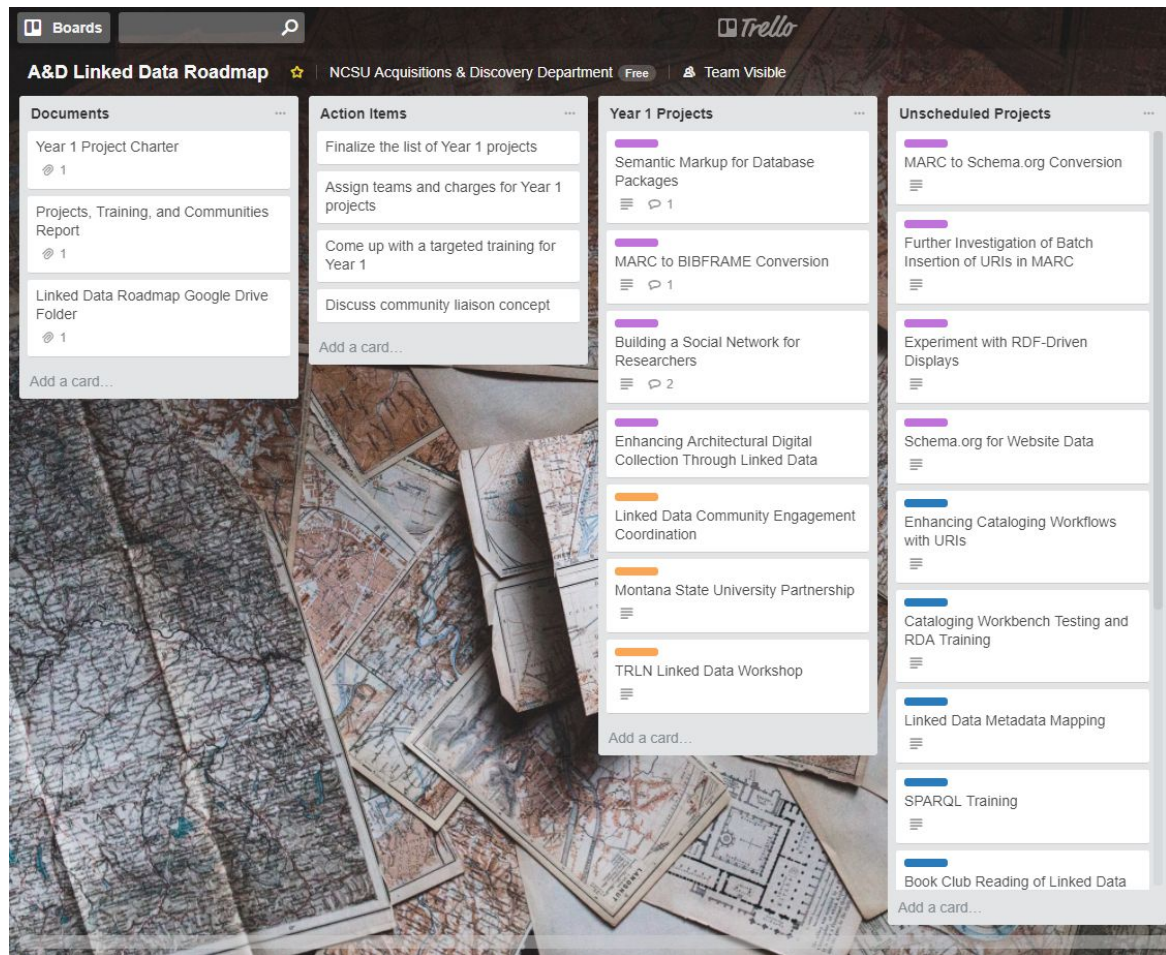 Boards
Trello
A&D Linked Data Roadmap
NCSU Acquisitions & Discovery Department Free
Team Visible
Documents
Year 1 Project Charter
1
Projects, Training, and Communities
Report
1
Linked Data Roadmap Google Drive
Folder
1
Add a card...
Action Items
Finalize the list of Year 1 projects
Assign teams and charges for Year 1
projects
Come up with a targeted training for
Year 1
Discuss community liaison concept
Add a card...
Year 1 Projects
Semantic Markup for Database
Packages
1
MARC to BIBFRAME Conversion
1
Building a Social Network for
Researchers
2
Enhancing Architectural Digital
Collection Through Linked Data
Linked Data Community Engagement
Coordination
Montana State University Partnership
TRLN Linked Data Workshop
Add a card...
Unscheduled Projects
MARC to Schema.org Conversion
Further Investigation of Batch
Insertion of URIs in MARC
Experiment with RDF-Driven
Displays
Schema.org for Website Data
Enhancing Cataloging Workflows
with URIs
Cataloging Workbench Testing and
RDA Training
Linked Data Metadata Mapping
SPARQL Training
Book Club Reading of Linked Data
Add a card...